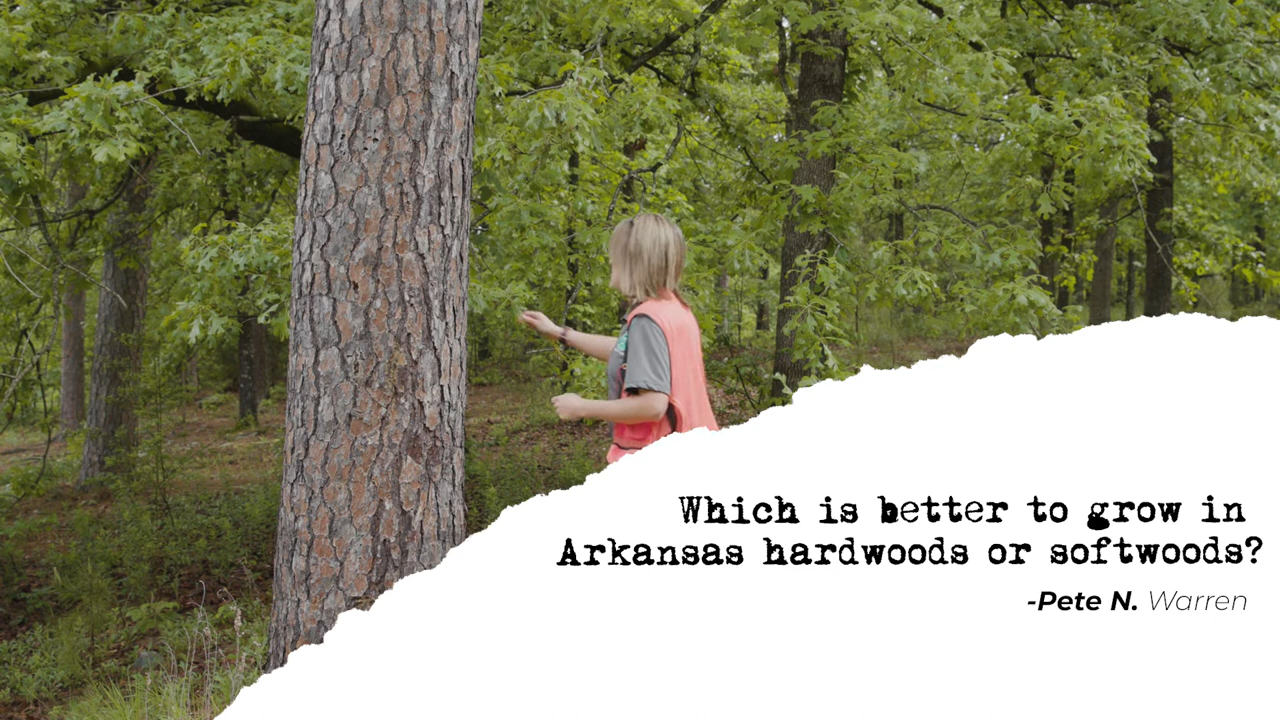 Which is better to grow in
Arkansas hardwoods or softwoods?
-Pete N. Warren